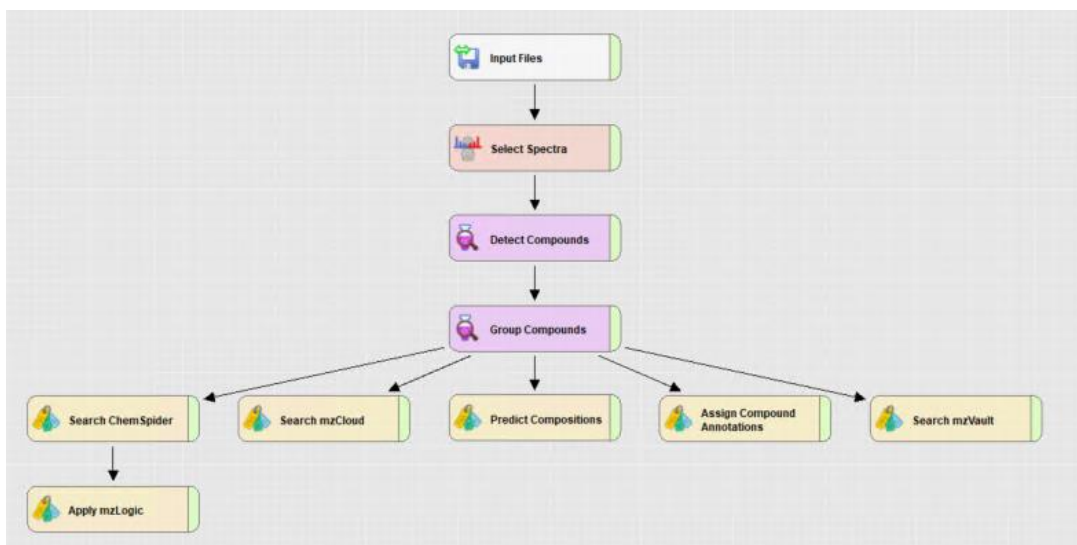 Input Files
Select Spectra
Detect Compounds
Group Compounds
Search ChemSpider
Search mzCloud
Predict Compositions
Assign Compound
Annotations
Search mzVault
Apply mzLogic